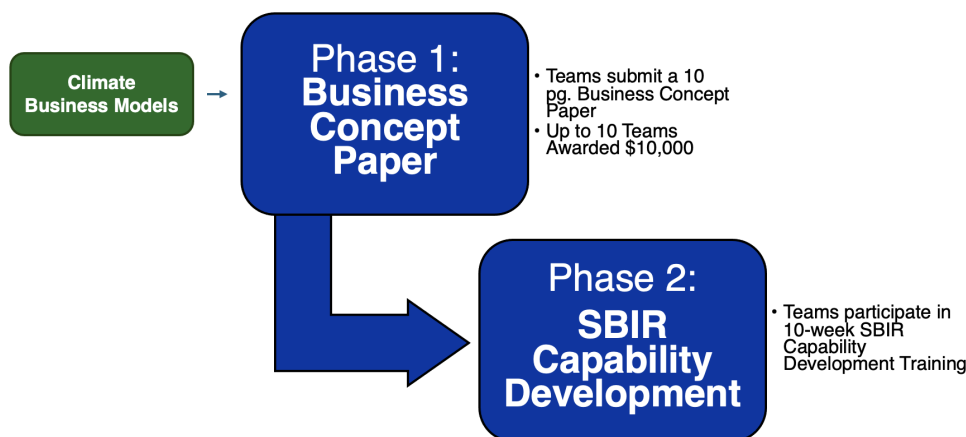 Climate
Business Models
Phase 1:
Business
Concept
Paper
• Teams submit a 10
pg. Business Concept
Paper
• Up to 10 Teams
Awarded $10,000
Phase 2:
SBIR
Capability
Development
• Teams participate in
10-week SBIR
Capability
Development Training